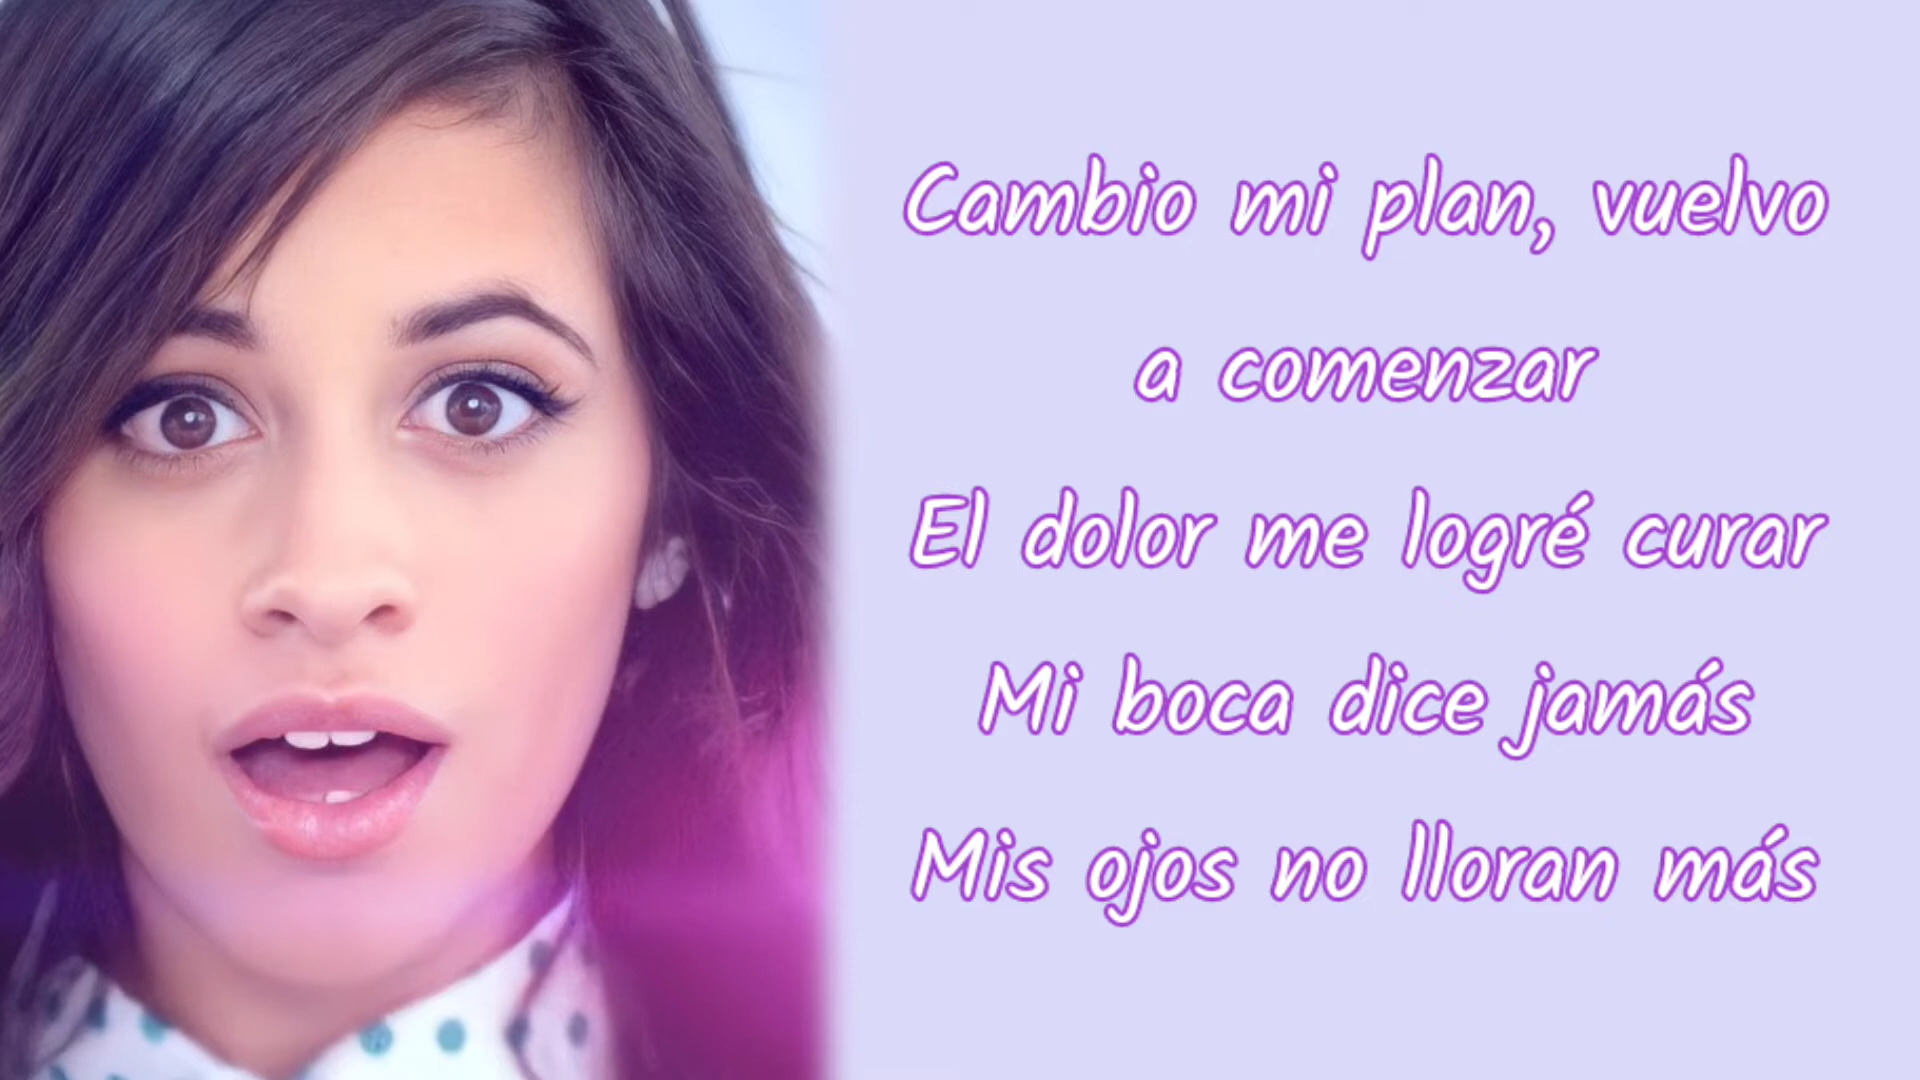 Cambio mi plan, vuelvo
a comenzar
El dolor me logré curar
Mi boca dice jamás
Mis ojos no lloran más